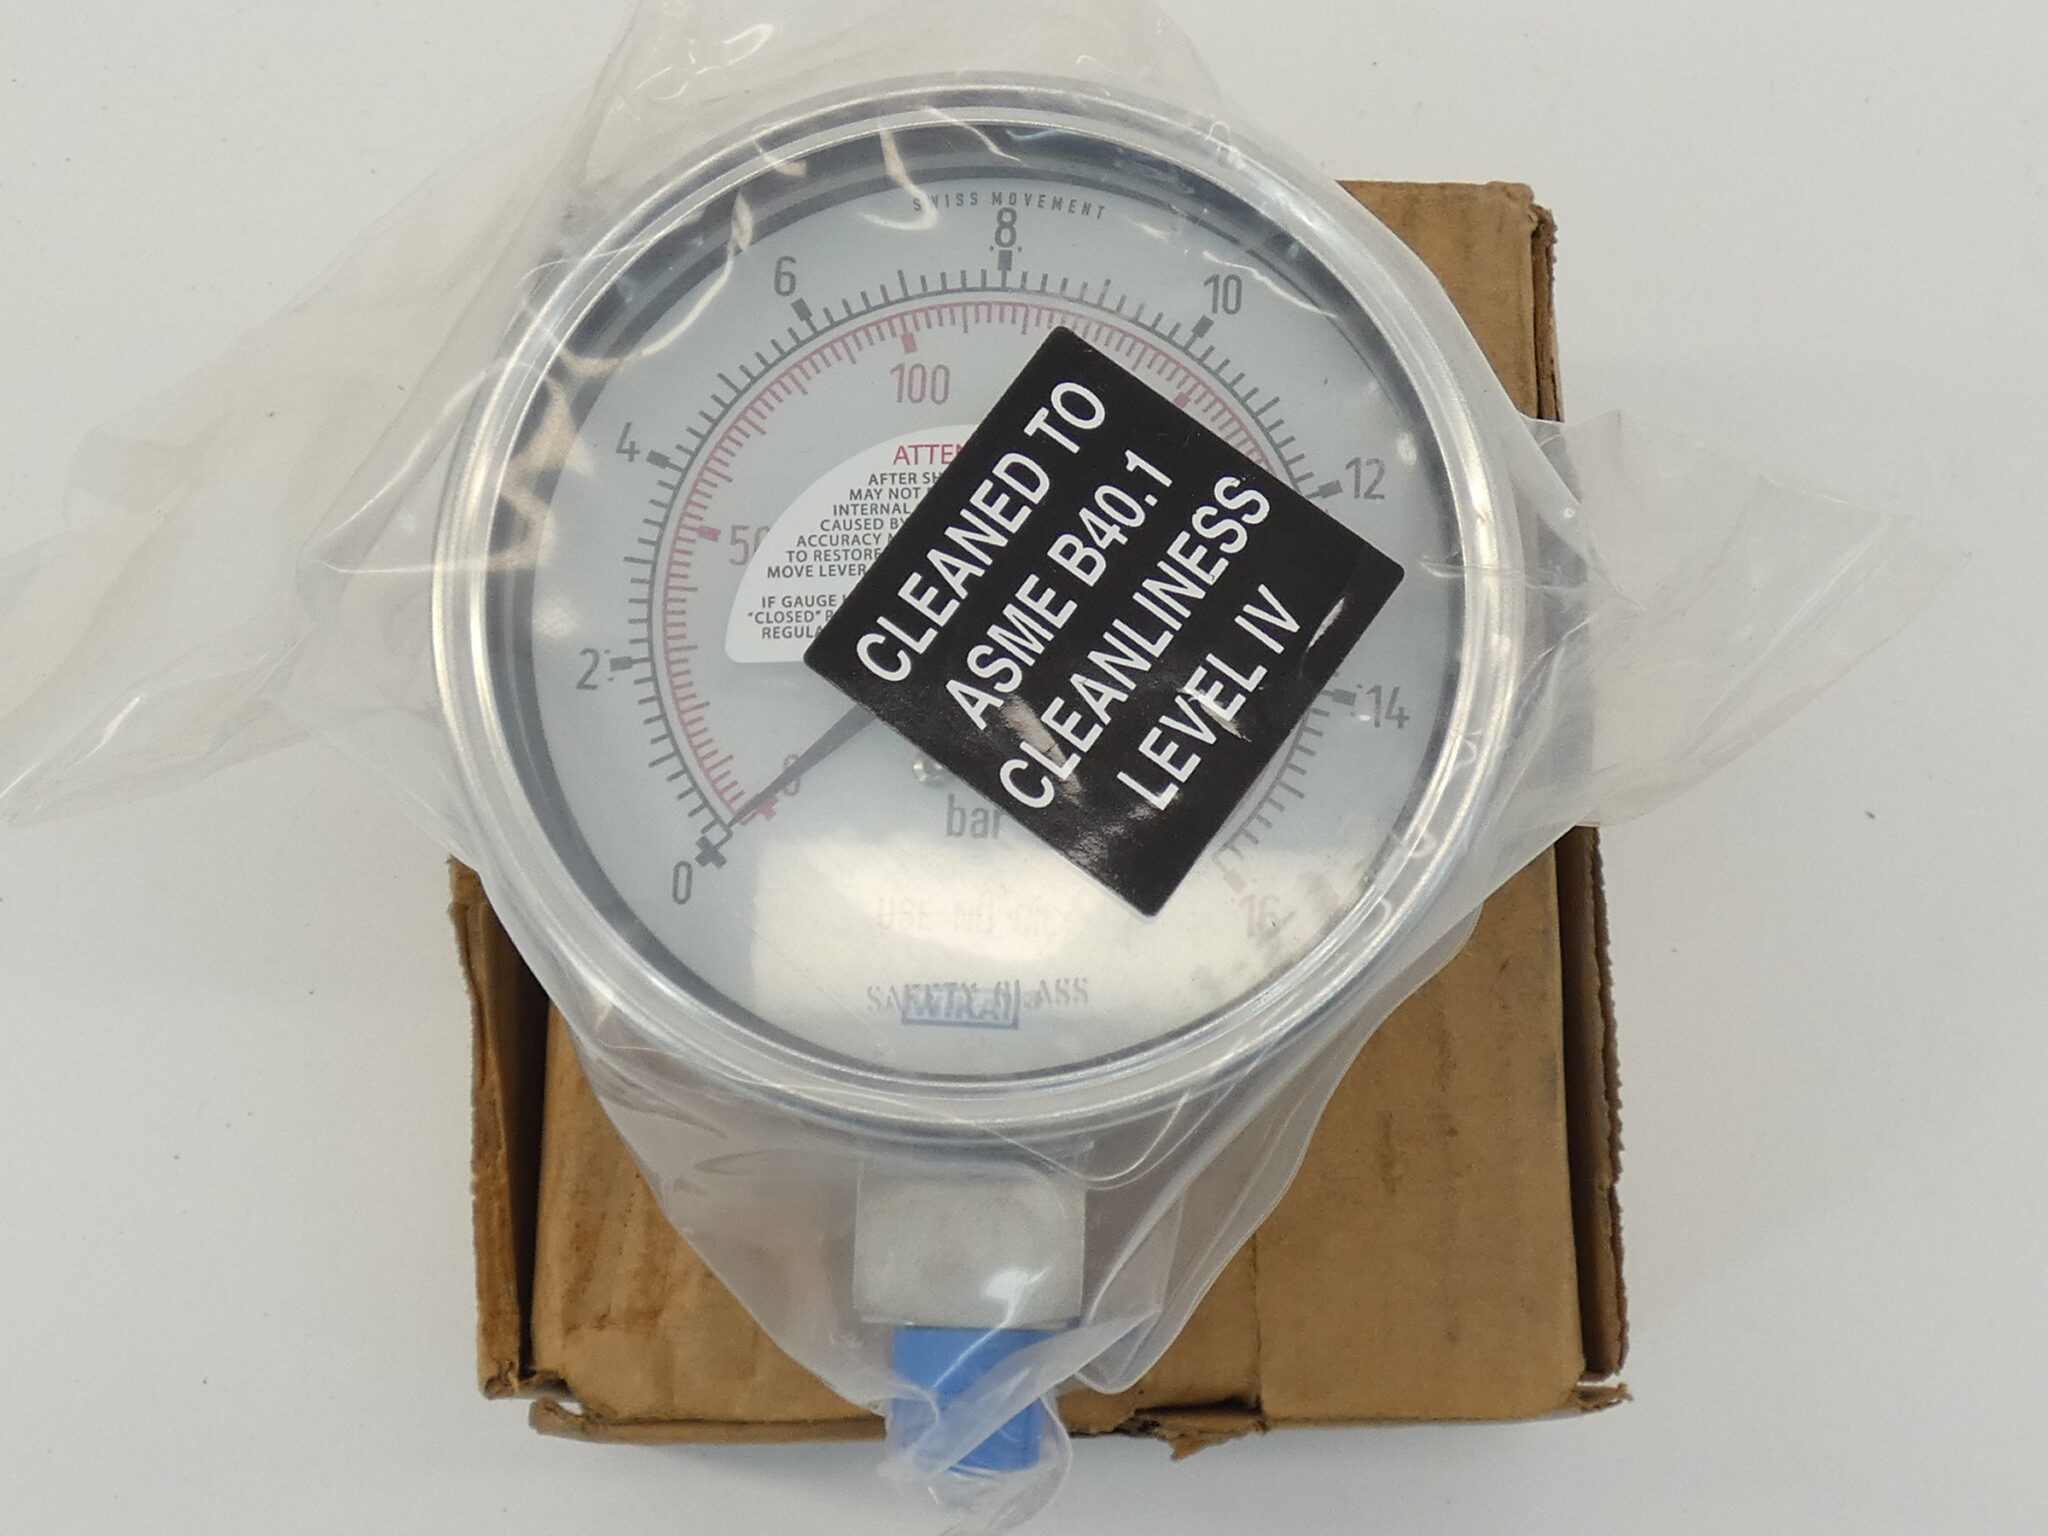 SWISS MOVEMENT
8
6
10
100
4
12
ATTEN
AFTER SH
MAY NOT
INTERNAL
CAUSED BY
50
ACCURACY
TO RESTORE
MOVE LEVER
IF GAUGE
"CLOSED"
REGULA
CLEANED TO
ASME B40.1
CLEANLINESS
LEVEL IV
2
14
0
bar
0
16
USE NO OIL
SAFETY GLASS
WIKA